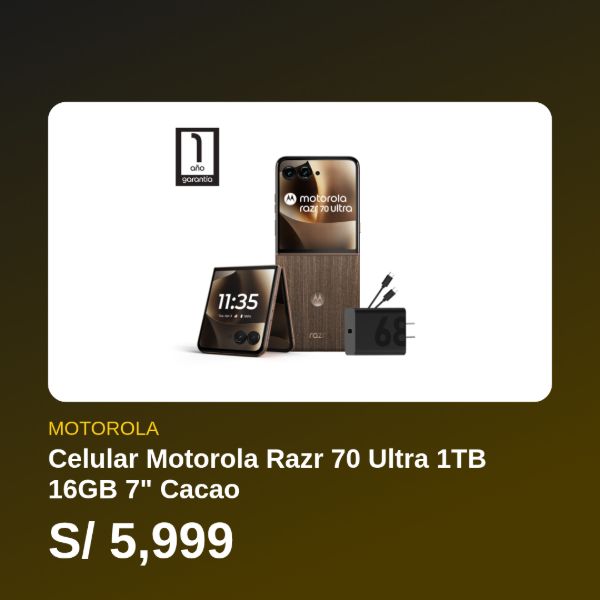 1
año
garantía
motorola
razr 70 ultra
11:35
razr
68
MOTOROLA
Celular Motorola Razr 70 Ultra 1TB
16GB 7" Cacao
S/ 5,999